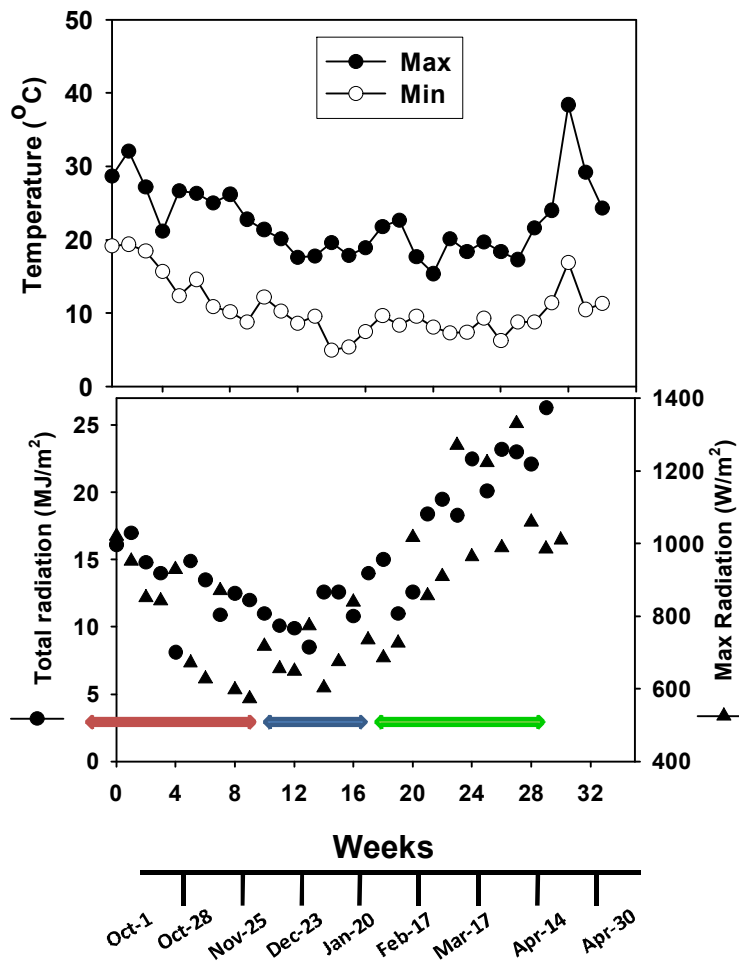 50
40
30
20
10
0
Temperature (°C)
Max
Min
25
20
15
10
5
0
Total radiation (MJ/m²)
1400
1200
1000
800
600
400
Max Radiation (W/m²)
0 4 8 12 16 20 24 28 32
Weeks
Oct-1 Oct-28 Nov-25 Dec-23 Jan-20 Feb-17 Mar-17 Apr-14 Apr-30